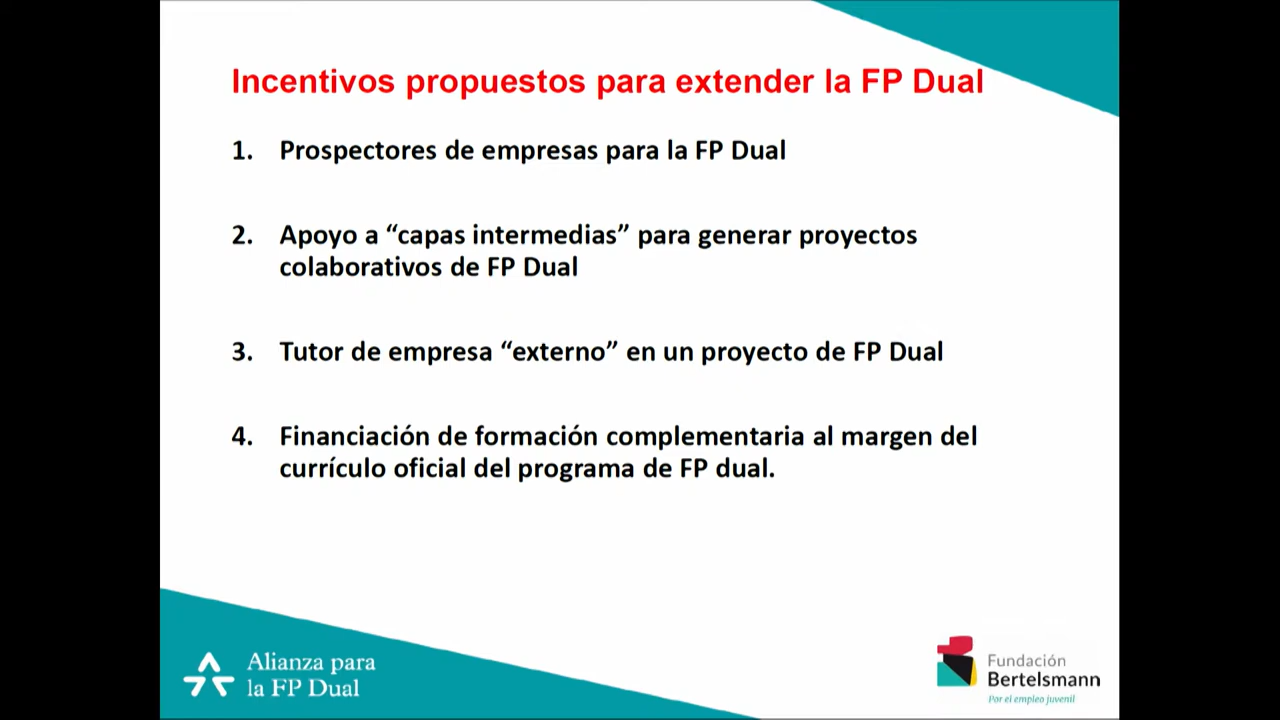 Incentivos propuestos para extender la FP Dual
1. Prospectores de empresas para la FP Dual
2. Apoyo a “capas intermedias” para generar proyectos
colaborativos de FP Dual
3. Tutor de empresa “externo” en un proyecto de FP Dual
4. Financiación de formación complementaria al margen del
currículo oficial del programa de FP dual.
Alianza para
la FP Dual
Fundación
Bertelsmann
Por el empleo juvenil